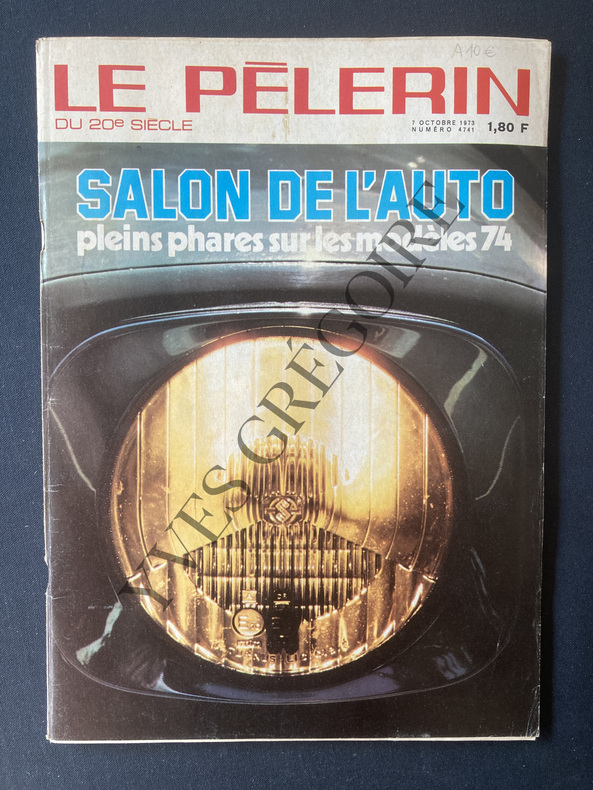 A10€
LE PÈLERIN
DU 20e SIÈCLE
7 OCTOBRE 1973
NUMÉRO 4741
1,80 F
SALON DE L'AUTO
pleins phares sur les modèles 74
YVES GRÉGOIRE